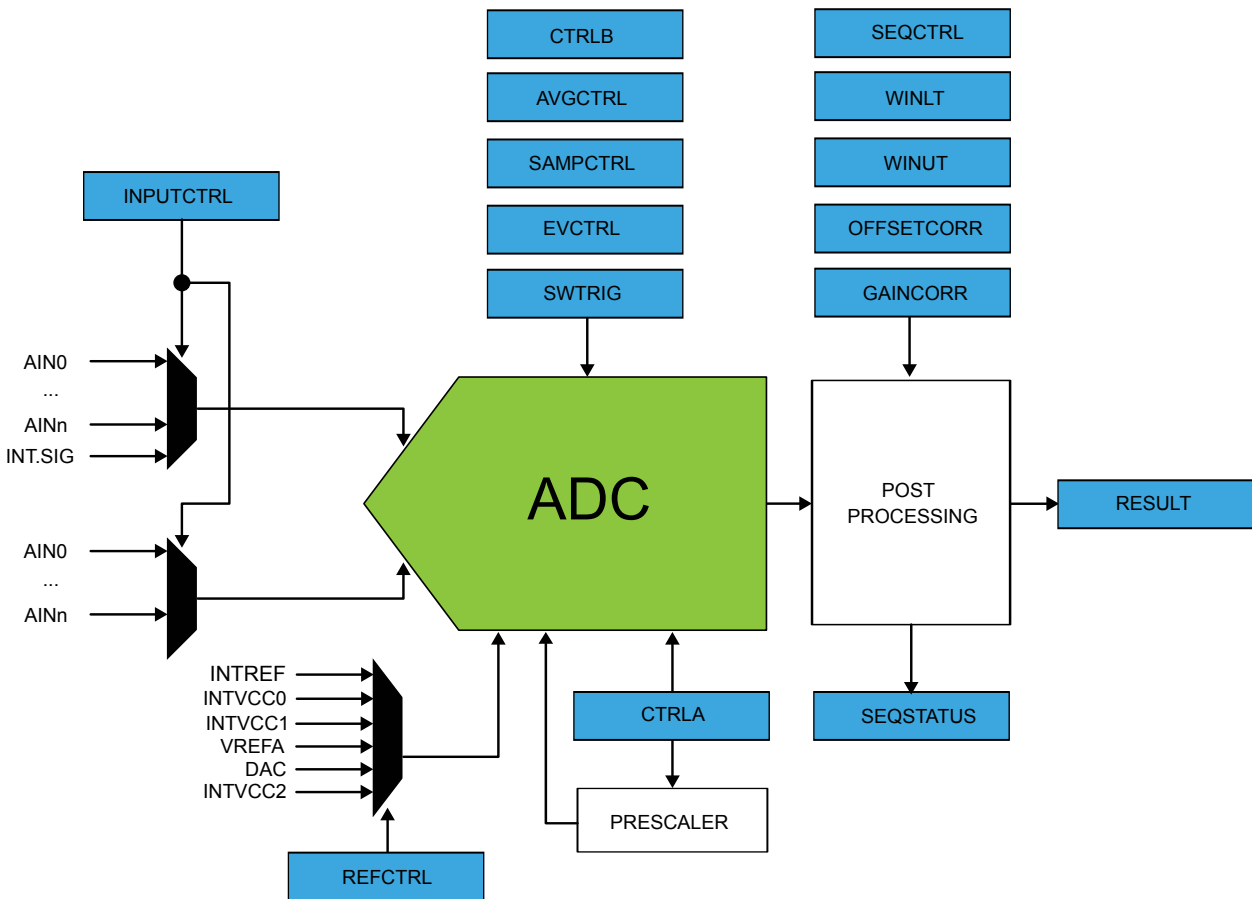 CTRLB
SEQCTRL
AVGCTRL
WINLT
SAMPCTRL
WINUT
INPUTCTRL
EVCTRL
OFFSETCORR
SWTRIG
GAINCORR
AIN0
...
AINn
INT.SIG
ADC
POST
PROCESSING
RESULT
AIN0
...
AINn
INTREF
INTVCC0
INTVCC1
VREFA
DAC
INTVCC2
CTRLA
SEQSTATUS
PRESCALER
REFCTRL